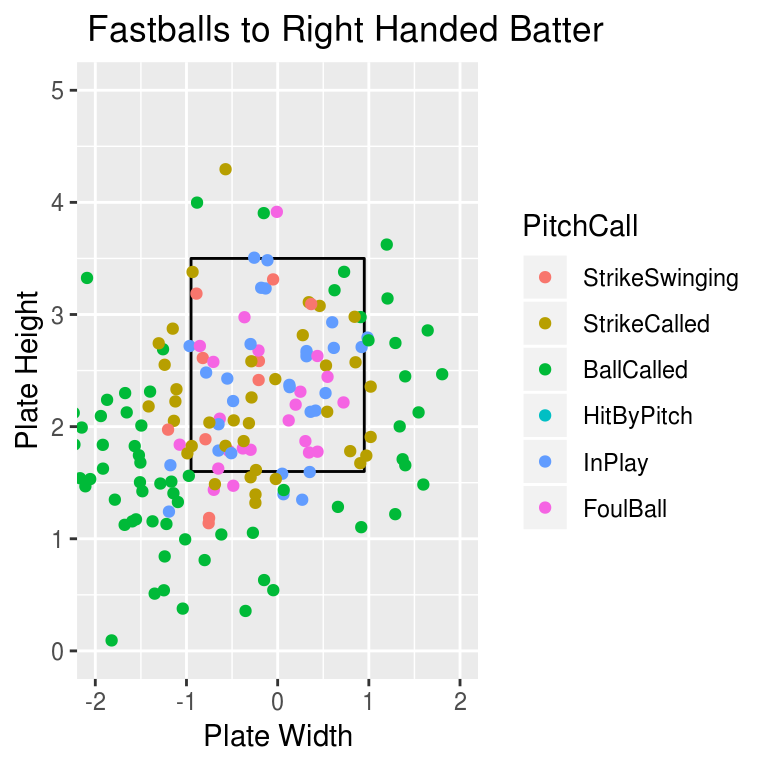 Fastballs to Right Handed Batter
5
4
3
2
1
0
Plate Height
-2
-1
0
1
2
Plate Width
PitchCall
StrikeSwinging
StrikeCalled
BallCalled
HitByPitch
InPlay
FoulBall